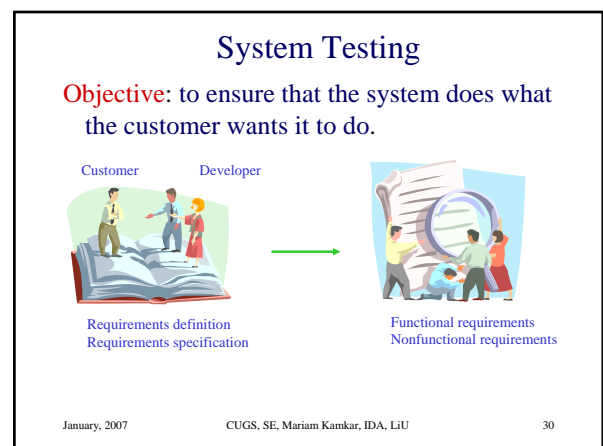 System Testing
Objective: to ensure that the system does what
the customer wants it to do.
Customer Developer
Requirements definition
Requirements specification
Functional requirements
Nonfunctional requirements
January, 2007 CUGS, SE, Mariam Kamkar, IDA, LiU 30